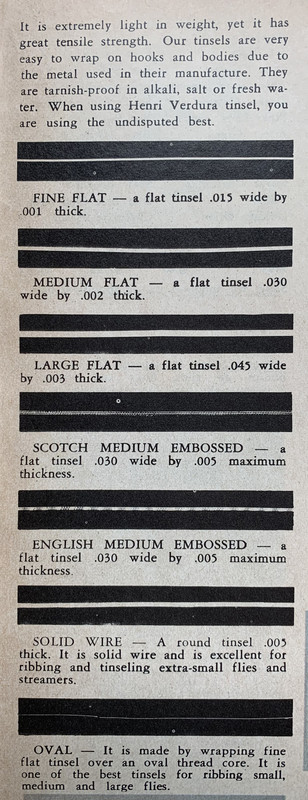 It is extremely light in weight, yet it has
great tensile strength. Our tinsels are very
easy to wrap on hooks and bodies due to
the metal used in their manufacture. They
are tarnish-proof in alkali, salt or fresh wa-
ter. When using Henri Verdura tinsel, you
are using the undisputed best.
FINE FLAT — a flat tinsel .015 wide by
.001 thick.
MEDIUM FLAT — a flat tinsel .030
wide by .002 thick.
LARGE FLAT — a flat tinsel .045 wide
by .003 thick.
SCOTCH MEDIUM EMBOSSED — a
flat tinsel .030 wide by .005 maximum
thickness.
ENGLISH MEDIUM EMBOSSED — a
flat tinsel .030 wide by .005 maximum
thickness.
SOLID WIRE — A round tinsel .005
thick. It is solid wire and is excellent for
ribbing and tinseling extra-small flies and
streamers.
OVAL — It is made by wrapping fine
flat tinsel over an oval thread core. It is
one of the best tinsels for ribbing small,
medium and large flies.